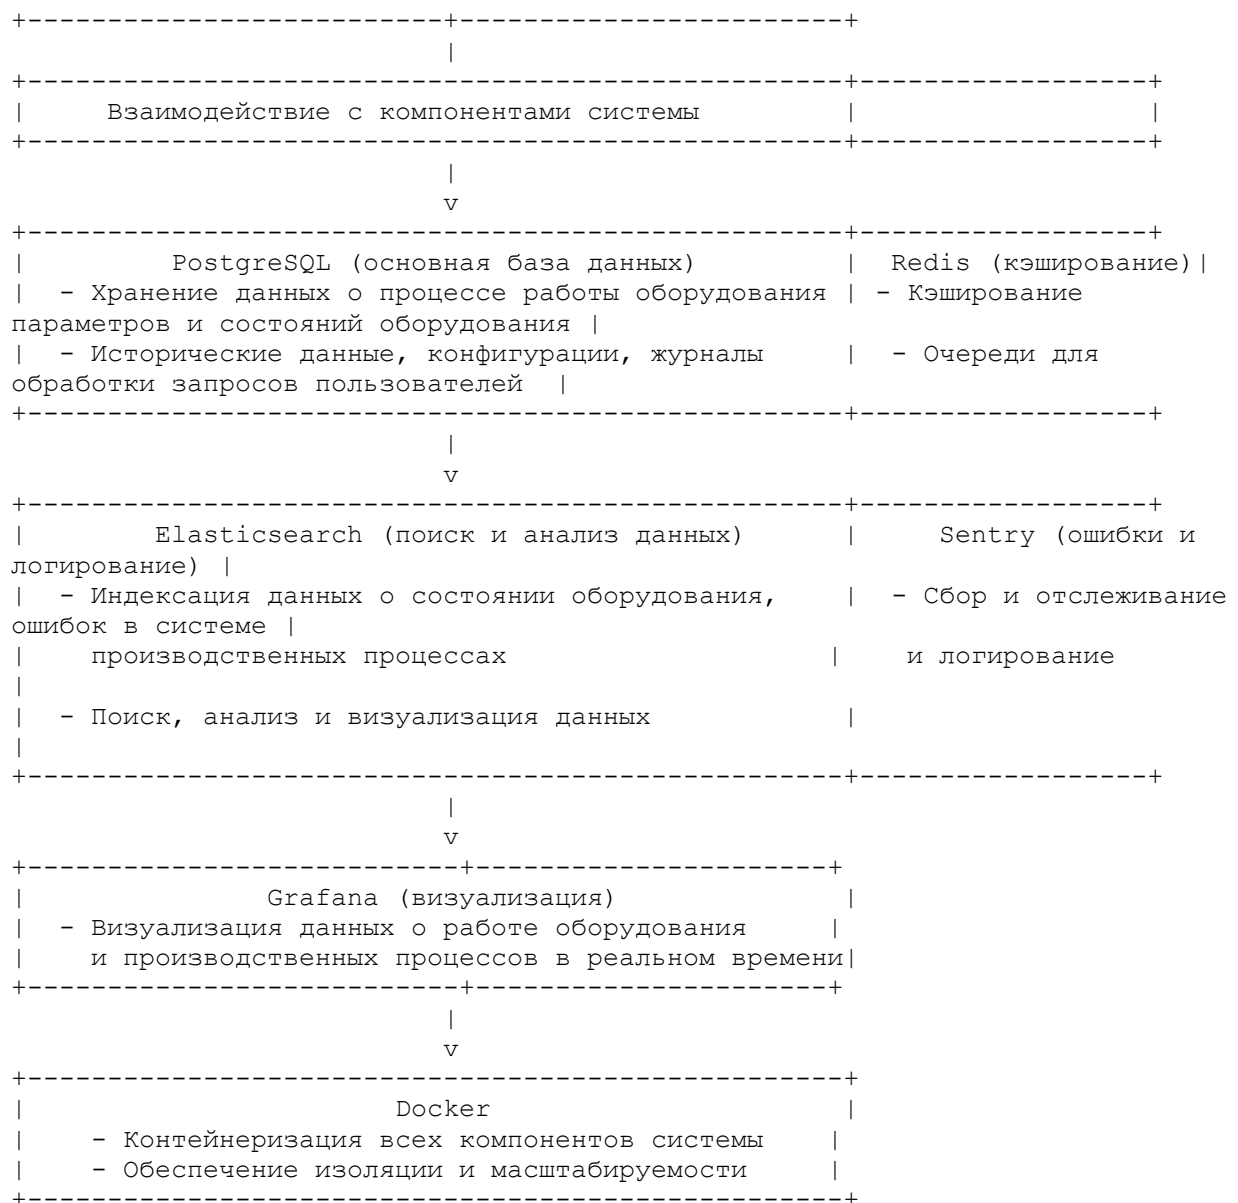 +--------------------------+------------------------+
|
+---------------------------------------------------+------------------+
| Взаимодействие с компонентами системы | |
+---------------------------------------------------+------------------+
|
v
+---------------------------------------------------+------------------+
| PostgreSQL (основная база данных) | Redis (кэширование)|
| - Хранение данных о процессе работы оборудования | - Кэширование
параметров и состояний оборудования |
| - Исторические данные, конфигурации, журналы | - Очереди для
обработки запросов пользователей |
+---------------------------------------------------+------------------+
|
v
+---------------------------------------------------+------------------+
| Elasticsearch (поиск и анализ данных) | Sentry (ошибки и
логирование) |
| - Индексация данных о состоянии оборудования, | - Сбор и отслеживание
ошибок в системе |
| производственных процессах | и логирование
|
| - Поиск, анализ и визуализация данных |
|
+---------------------------------------------------+------------------+
|
v
+---------------------------+----------------------+
| Grafana (визуализация) |
| - Визуализация данных о работе оборудования |
| и производственных процессов в реальном времени|
+---------------------------+----------------------+
|
v
+---------------------------------------------------+
| Docker |
| - Контейнеризация всех компонентов системы |
| - Обеспечение изоляции и масштабируемости |
+---------------------------------------------------+